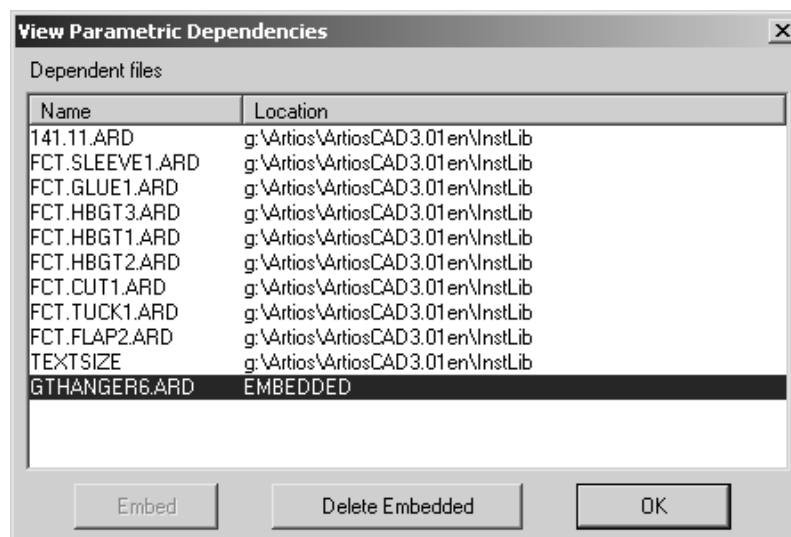 View Parametric Dependencies
Dependent files
Name Location
141.11.ARD g:\Artios\ArtiosCAD3.01en\InstLib
FCT.SLEEVE1.ARD g:\Artios\ArtiosCAD3.01en\InstLib
FCT.GLUE1.ARD g:\Artios\ArtiosCAD3.01en\InstLib
FCT.HBGT3.ARD g:\Artios\ArtiosCAD3.01en\InstLib
FCT.HBGT1.ARD g:\Artios\ArtiosCAD3.01en\InstLib
FCT.HBGT2.ARD g:\Artios\ArtiosCAD3.01en\InstLib
FCT.CUT1.ARD g:\Artios\ArtiosCAD3.01en\InstLib
FCT.TUCK1.ARD g:\Artios\ArtiosCAD3.01en\InstLib
FCT.FLAP2.ARD g:\Artios\ArtiosCAD3.01en\InstLib
TEXTSIZE g:\Artios\ArtiosCAD3.01en\InstLib
GTHANGER6.ARD EMBEDDED
Embed Delete Embedded OK